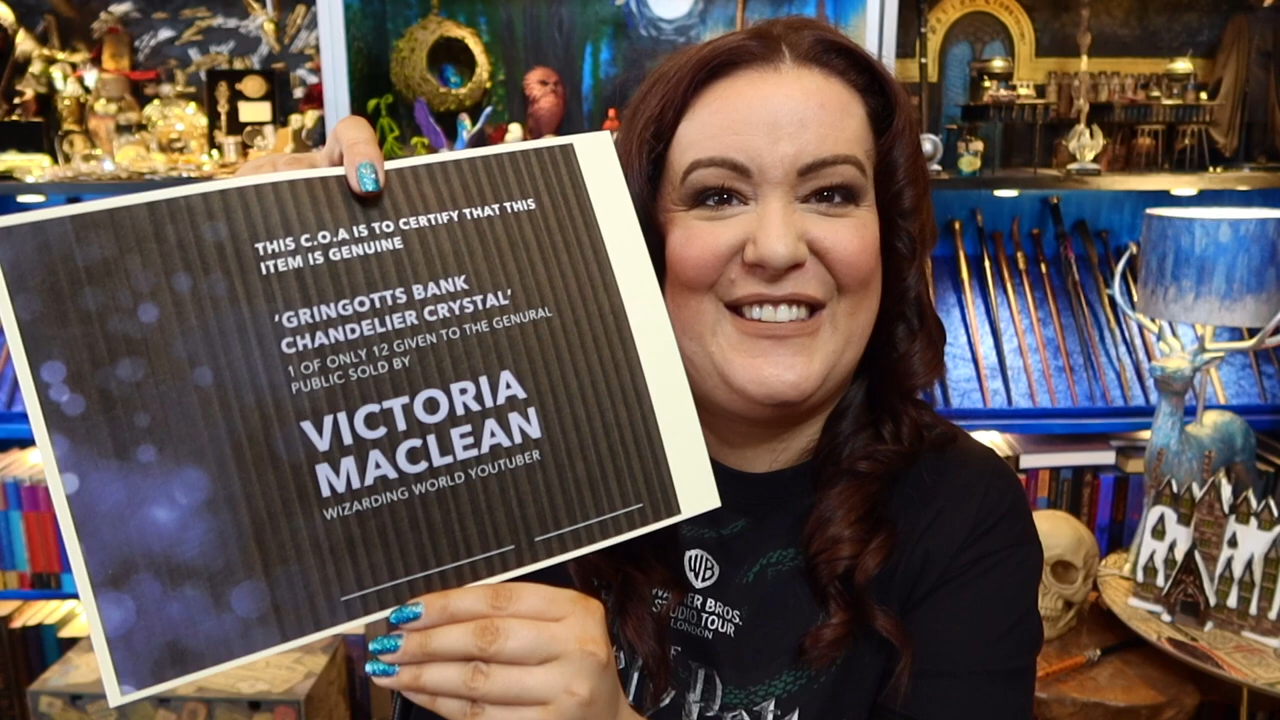 THIS C.O.A IS TO CERTIFY THAT THIS
ITEM IS GENUINE
'GRINGOTTS BANK
CHANDELIER CRYSTAL'
1 OF ONLY 12 GIVEN TO THE GENURAL
PUBLIC SOLD BY
VICTORIA
MACLEAN
WIZARDING WORLD YOUTUBER
WB
WARNER BROS.
STUDIO TOUR
LONDON